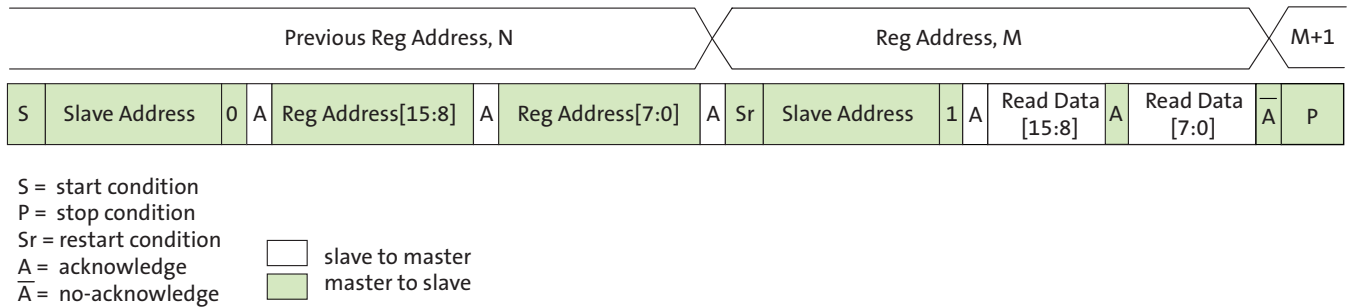 Previous Reg Address, N Reg Address, M M+1
S Slave Address 0 A Reg Address[15:8] A Reg Address[7:0] A Sr Slave Address 1 A Read Data [15:8] A Read Data [7:0] A̅ P
S = start condition
P = stop condition
Sr = restart condition
A = acknowledge
A̅ = no-acknowledge
slave to master
master to slave